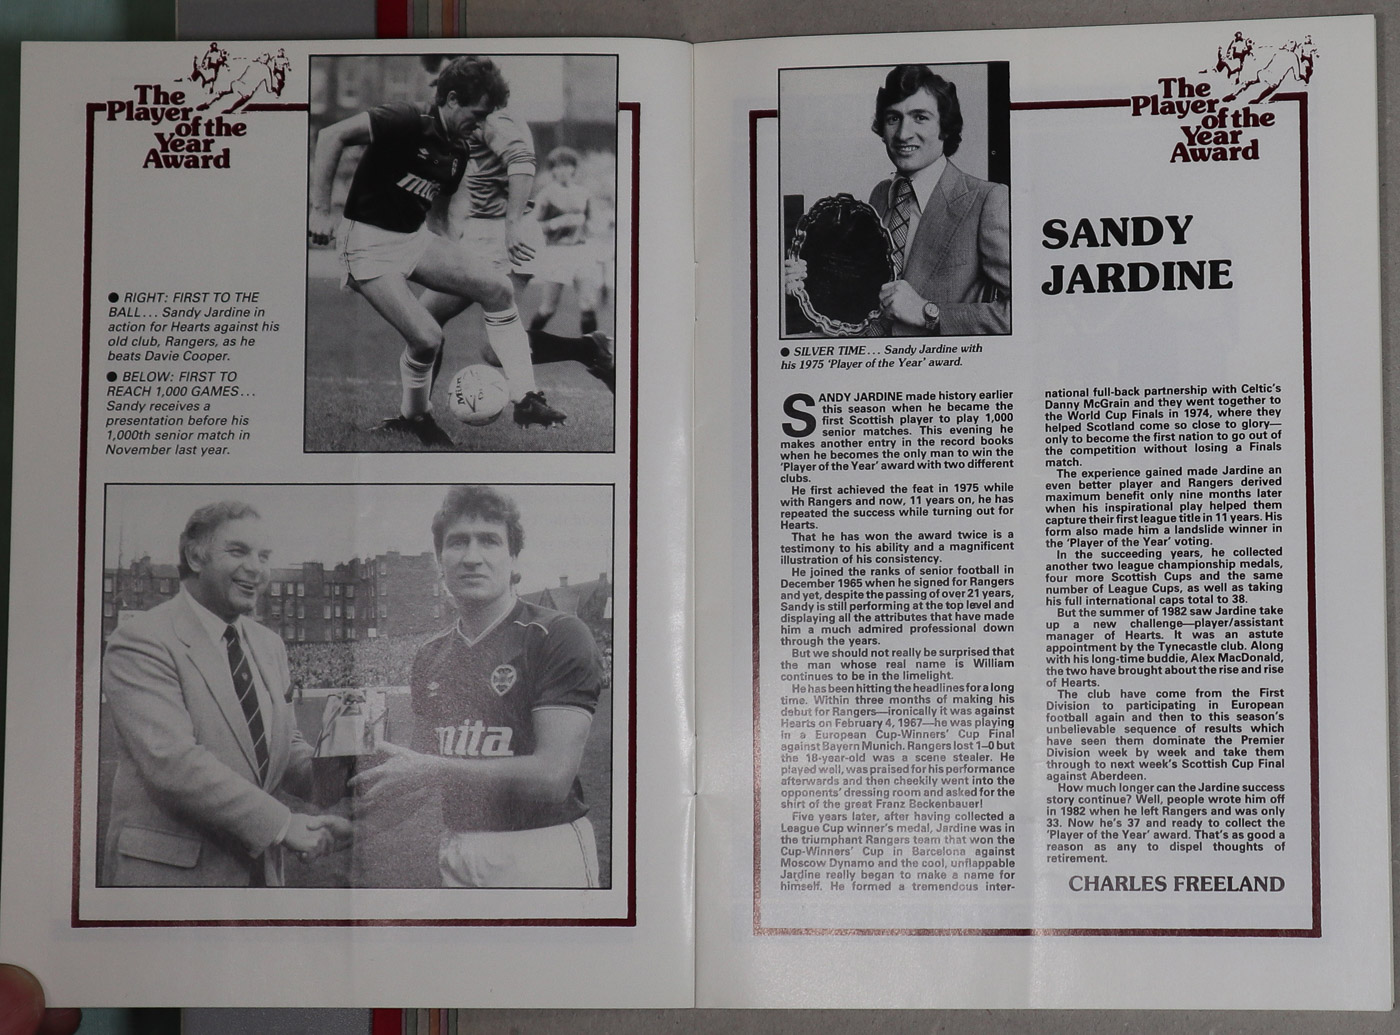 The
Player
of the
Year
Award
● RIGHT: FIRST TO THE
BALL... Sandy Jardine in
action for Hearts against his
old club, Rangers, as he
beats Davie Cooper.
● BELOW: FIRST TO
REACH 1,000 GAMES...
Sandy receives a
presentation before his
1,000th senior match in
November last year.
mita
mita
The
Player
of the
Year
Award
SANDY
JARDINE
● SILVER TIME... Sandy Jardine with
his 1975 'Player of the Year' award.
SANDY JARDINE made history earlier
this season when he became the
first Scottish player to play 1,000
senior matches. This evening he
makes another entry in the record books
when he becomes the only man to win the
'Player of the Year' award with two different
clubs.
He first achieved the feat in 1975 while
with Rangers and now, 11 years on, he has
repeated the success while turning out for
Hearts.
That he has won the award twice is a
testimony to his ability and a magnificent
illustration of his consistency.
He joined the ranks of senior football in
December 1965 when he signed for Rangers
and yet, despite the passing of over 21 years,
Sandy is still performing at the top level and
displaying all the attributes that have made
him a much admired professional down
through the years.
But we should not really be surprised that
the man whose real name is William
continues to be in the limelight.
He has been hitting the headlines for a long
time. Within three months of making his
debut for Rangers—ironically it was against
Hearts on February 4, 1967—he was playing
in a European Cup-Winners' Cup Final
against Bayern Munich. Rangers lost 1–0 but
the 18-year-old was a scene stealer. He
played well, was praised for his performance
afterwards and then cheekily went into the
opponents' dressing room and asked for the
shirt of the great Franz Beckenbauer!
Five years later, after having collected a
League Cup winner's medal, Jardine was in
the triumphant Rangers team that won the
Cup-Winners' Cup in Barcelona against
Moscow Dynamo and the cool, unflappable
Jardine really began to make a name for
himself. He formed a tremendous inter-
national full-back partnership with Celtic's
Danny McGrain and they went together to
the World Cup Finals in 1974, where they
helped Scotland come so close to glory—
only to become the first nation to go out of
the competition without losing a Finals
match.
The experience gained made Jardine an
even better player and Rangers derived
maximum benefit only nine months later
when his inspirational play helped them
capture their first league title in 11 years. His
form also made him a landslide winner in
the 'Player of the Year' voting.
In the succeeding years, he collected
another two league championship medals,
four more Scottish Cups and the same
number of League Cups, as well as taking
his full international caps total to 38.
But the summer of 1982 saw Jardine take
up a new challenge—player/assistant
manager of Hearts. It was an astute
appointment by the Tynecastle club. Along
with his long-time buddie, Alex MacDonald,
the two have brought about the rise and rise
of Hearts.
The club have come from the First
Division to participating in European
football again and then to this season's
unbelievable sequence of results which
have seen them dominate the Premier
Division week by week and take them
through to next week's Scottish Cup Final
against Aberdeen.
How much longer can the Jardine success
story continue? Well, people wrote him off
in 1982 when he left Rangers and was only
33. Now he's 37 and ready to collect the
'Player of the Year' award. That's as good a
reason as any to dispel thoughts of
retirement.
CHARLES FREELAND